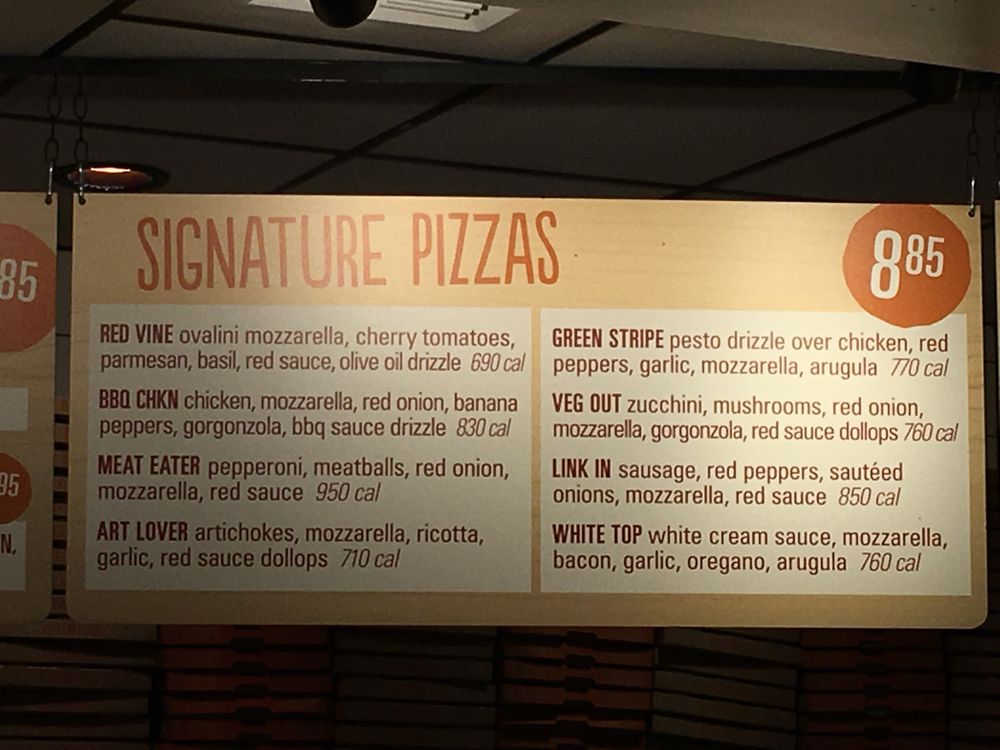 SIGNATURE PIZZAS
885
RED VINE ovalini mozzarella, cherry tomatoes,
parmesan, basil, red sauce, olive oil drizzle 690 cal
BBQ CHKN chicken, mozzarella, red onion, banana
peppers, gorgonzola, bbq sauce drizzle 830 cal
MEAT EATER pepperoni, meatballs, red onion,
mozzarella, red sauce 950 cal
ART LOVER artichokes, mozzarella, ricotta,
garlic, red sauce dollops 710 cal
GREEN STRIPE pesto drizzle over chicken, red
peppers, garlic, mozzarella, arugula 770 cal
VEG OUT zucchini, mushrooms, red onion,
mozzarella, gorgonzola, red sauce dollops 760 cal
LINK IN sausage, red peppers, sautéed
onions, mozzarella, red sauce 850 cal
WHITE TOP white cream sauce, mozzarella,
bacon, garlic, oregano, arugula 760 cal
85
95
N,